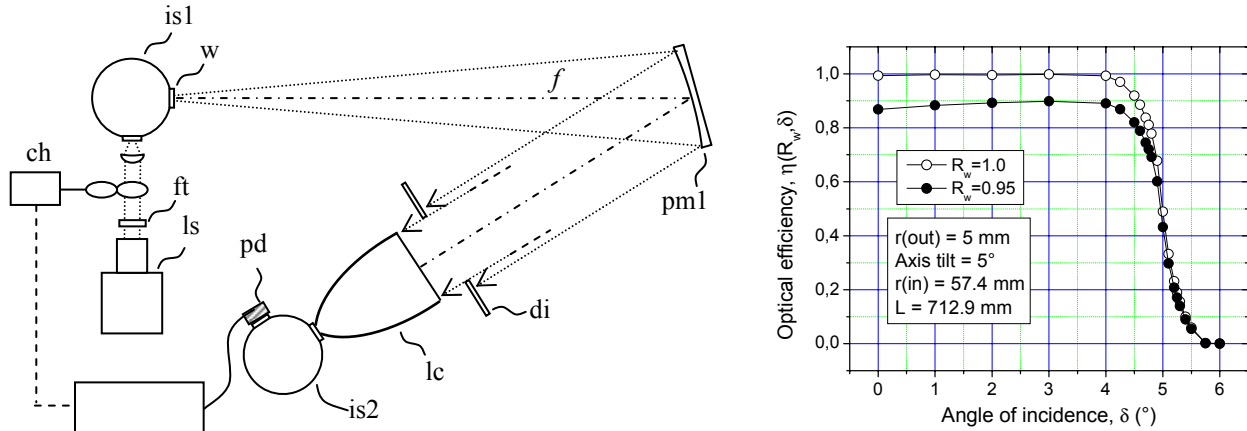 is1
w
f
ch
ft
ls
pm1
pd
di
lc
is2
Optical efficiency, η(R_w,δ)
1,0
0,8
0,6
0,4
0,2
0,0
R_w=1.0
R_w=0.95
r(out) = 5 mm
Axis tilt = 5°
r(in) = 57.4 mm
L = 712.9 mm
0 1 2 3 4 5 6
Angle of incidence, δ (°)